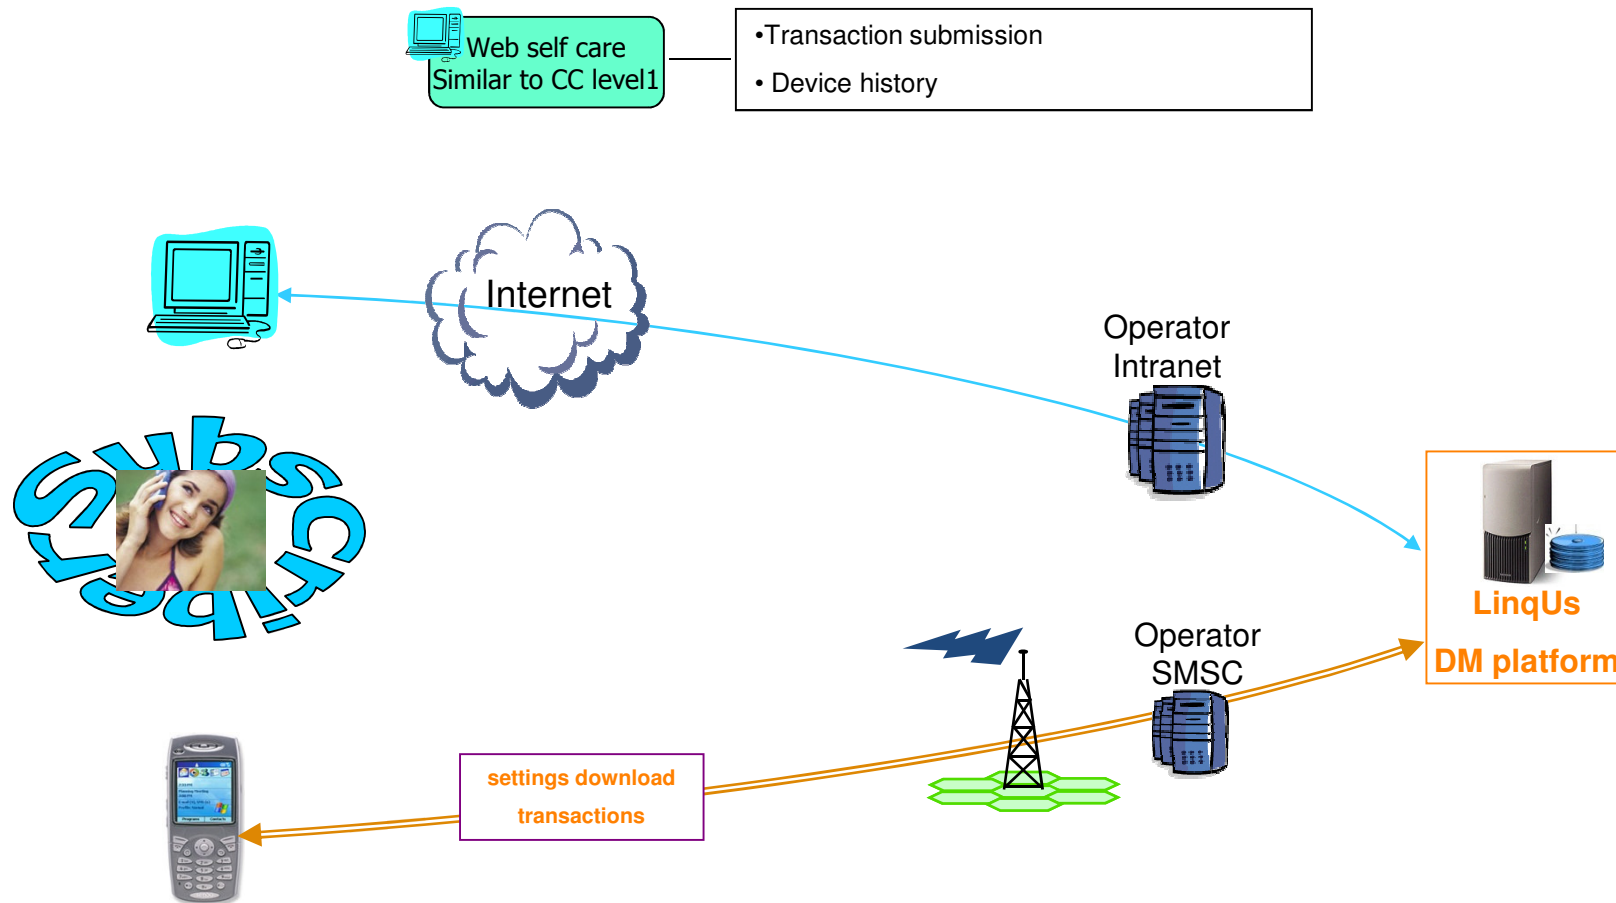 Web self care
Similar to CC level1
•Transaction submission
• Device history
Internet
Operator
Intranet
Subscriber
LinqUs
DM platform
Operator
SMSC
settings download
transactions